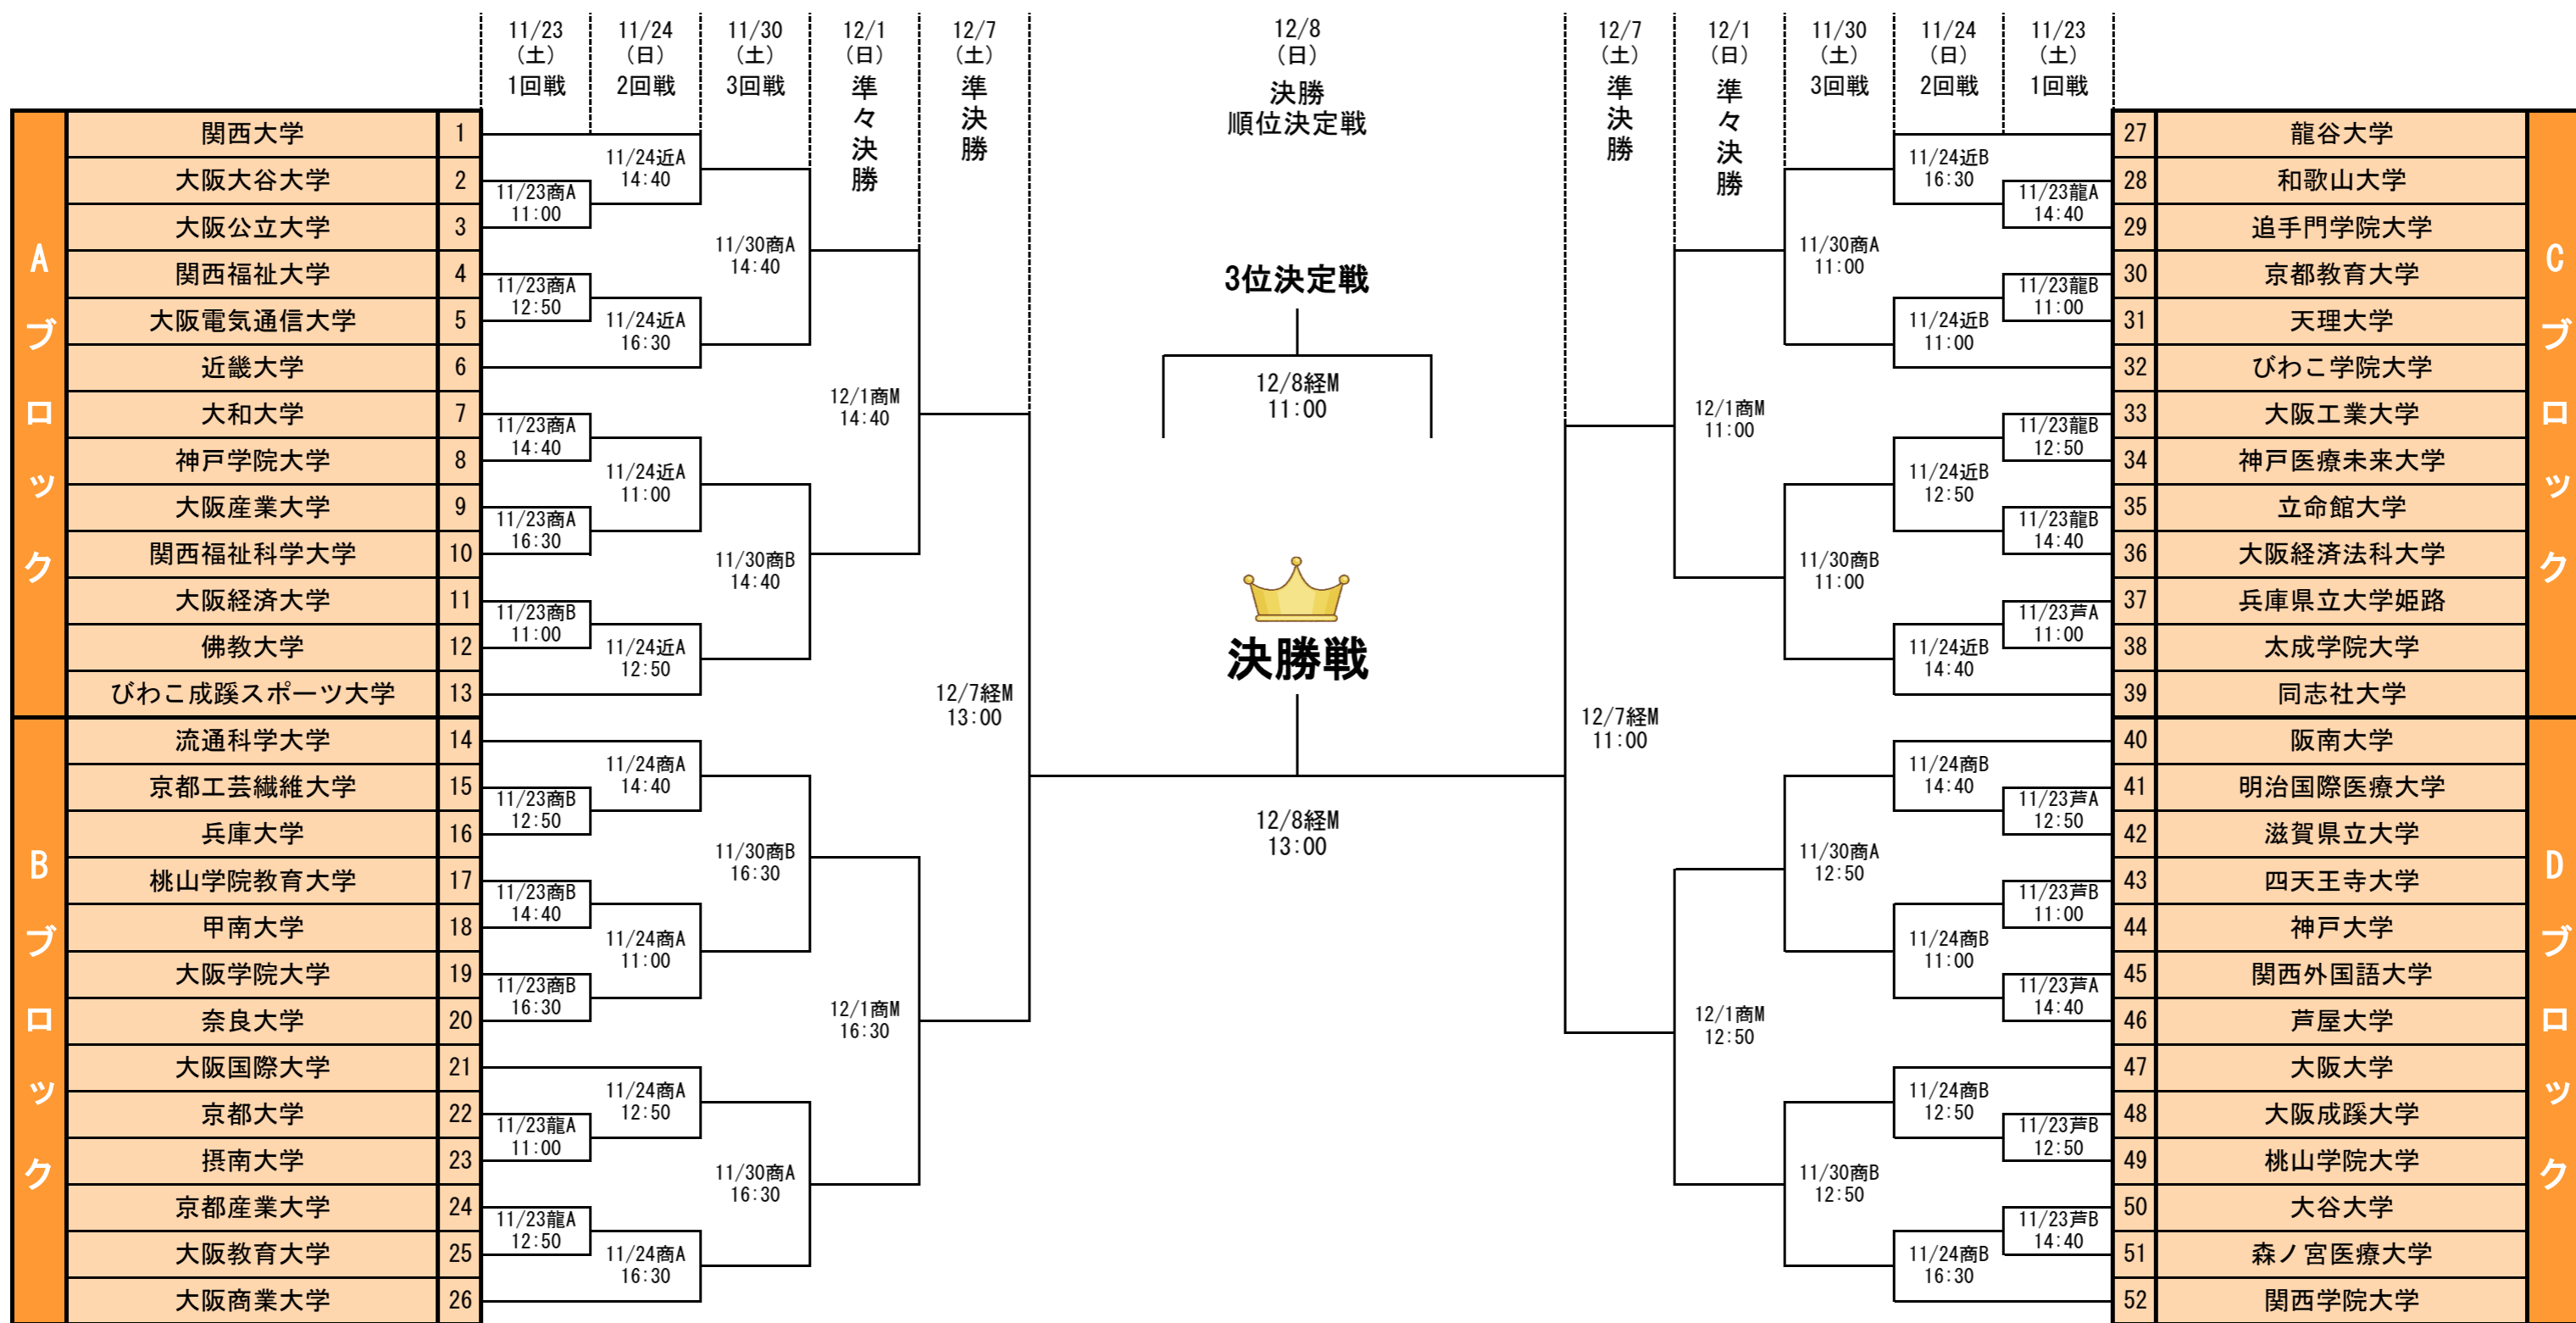 11/23
(土)
1回戦
11/24
(日)
2回戦
11/30
(土)
3回戦
12/1
(日)
準々決勝
12/7
(土)
準決勝
12/8
(日)
決勝
順位決定戦
12/7
(土)
準決勝
12/1
(日)
準々決勝
11/30
(土)
3回戦
11/24
(日)
2回戦
11/23
(土)
1回戦
Aブロック
関西大学 1
大阪大谷大学 2
大阪公立大学 3
関西福祉大学 4
大阪電気通信大学 5
近畿大学 6
大和大学 7
神戸学院大学 8
大阪産業大学 9
関西福祉科学大学 10
大阪経済大学 11
佛教大学 12
びわこ成蹊スポーツ大学 13
Bブロック
流通科学大学 14
京都工芸繊維大学 15
兵庫大学 16
桃山学院教育大学 17
甲南大学 18
大阪学院大学 19
奈良大学 20
大阪国際大学 21
京都大学 22
摂南大学 23
京都産業大学 24
大阪教育大学 25
大阪商業大学 26
11/23商A
11:00
11/23商A
12:50
11/23商A
14:40
11/23商A
16:30
11/23商B
11:00
11/23商B
12:50
11/23商B
14:40
11/23商B
16:30
11/23龍A
11:00
11/23龍A
12:50
11/24近A
14:40
11/24近A
16:30
11/24近A
11:00
11/24近A
12:50
11/24商A
14:40
11/24商A
11:00
11/24商A
12:50
11/24商A
16:30
11/30商A
14:40
11/30商B
14:40
11/30商B
16:30
11/30商A
16:30
12/1商M
14:40
12/1商M
16:30
12/7経M
13:00
3位決定戦
12/8経M
11:00
決勝戦
12/8経M
13:00
12/7経M
11:00
12/1商M
11:00
12/1商M
12:50
11/30商A
11:00
11/30商B
11:00
11/30商A
12:50
11/30商B
12:50
11/24近B
16:30
11/24近B
11:00
11/24近B
12:50
11/24近B
14:40
11/24商B
14:40
11/24商B
11:00
11/24商B
12:50
11/24商B
16:30
11/23龍A
14:40
11/23龍B
11:00
11/23龍B
12:50
11/23龍B
14:40
11/23芦A
11:00
11/23芦A
12:50
11/23芦B
11:00
11/23芦A
14:40
11/23芦B
12:50
11/23芦B
14:40
Cブロック
27 龍谷大学
28 和歌山大学
29 追手門学院大学
30 京都教育大学
31 天理大学
32 びわこ学院大学
33 大阪工業大学
34 神戸医療未来大学
35 立命館大学
36 大阪経済法科大学
37 兵庫県立大学姫路
38 太成学院大学
39 同志社大学
Dブロック
40 阪南大学
41 明治国際医療大学
42 滋賀県立大学
43 四天王寺大学
44 神戸大学
45 関西外国語大学
46 芦屋大学
47 大阪大学
48 大阪成蹊大学
49 桃山学院大学
50 大谷大学
51 森ノ宮医療大学
52 関西学院大学